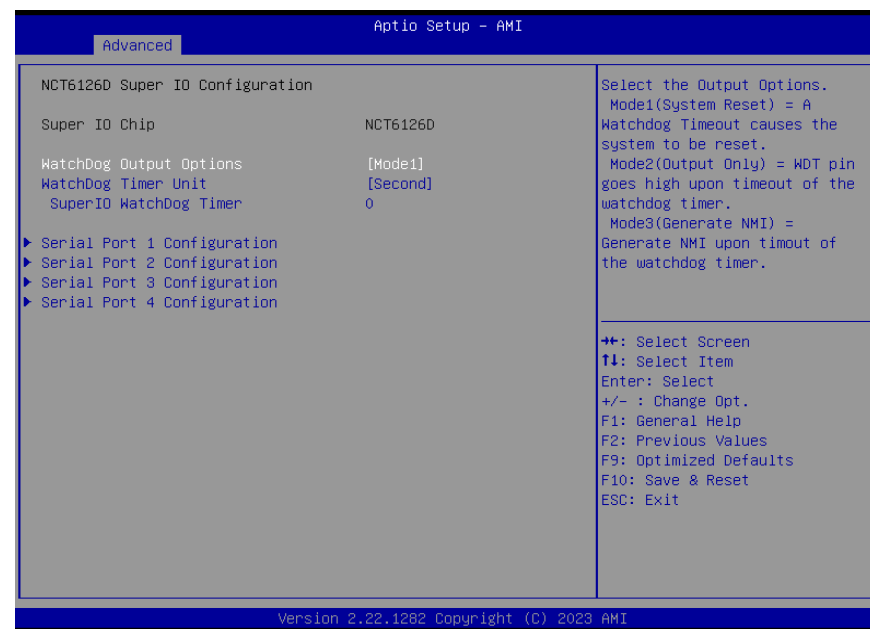 Aptio Setup – AMI
Advanced
NCT6126D Super IO Configuration
Super IO Chip NCT6126D
WatchDog Output Options [Mode1]
WatchDog Timer Unit [Second]
SuperIO WatchDog Timer 0
Serial Port 1 Configuration
Serial Port 2 Configuration
Serial Port 3 Configuration
Serial Port 4 Configuration
Select the Output Options.
Mode1(System Reset) = A
Watchdog Timeout causes the
system to be reset.
Mode2(Output Only) = WDT pin
goes high upon timeout of the
watchdog timer.
Mode3(Generate NMI) =
Generate NMI upon timout of
the watchdog timer.
→←: Select Screen
↑↓: Select Item
Enter: Select
+/- : Change Opt.
F1: General Help
F2: Previous Values
F9: Optimized Defaults
F10: Save & Reset
ESC: Exit
Version 2.22.1282 Copyright (C) 2023 AMI